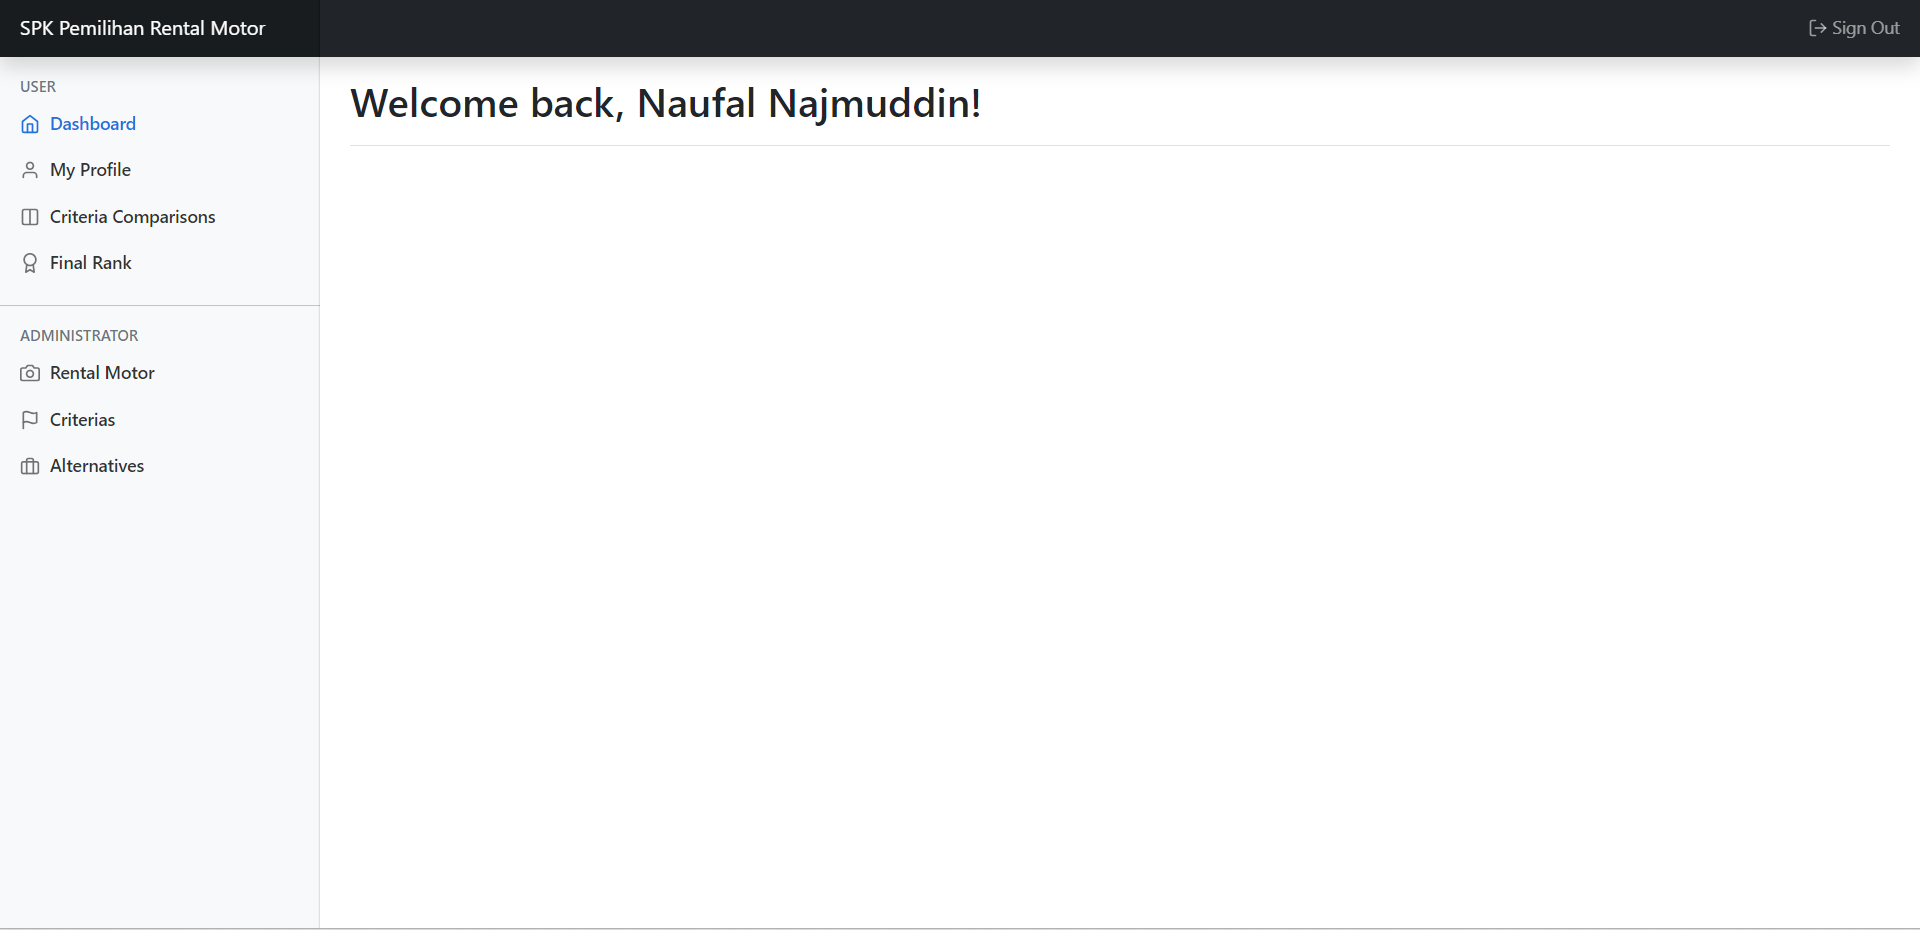 SPK Pemilihan Rental Motor
Sign Out
USER
Dashboard
My Profile
Criteria Comparisons
Final Rank
ADMINISTRATOR
Rental Motor
Criterias
Alternatives
Welcome back, Naufal Najmuddin!